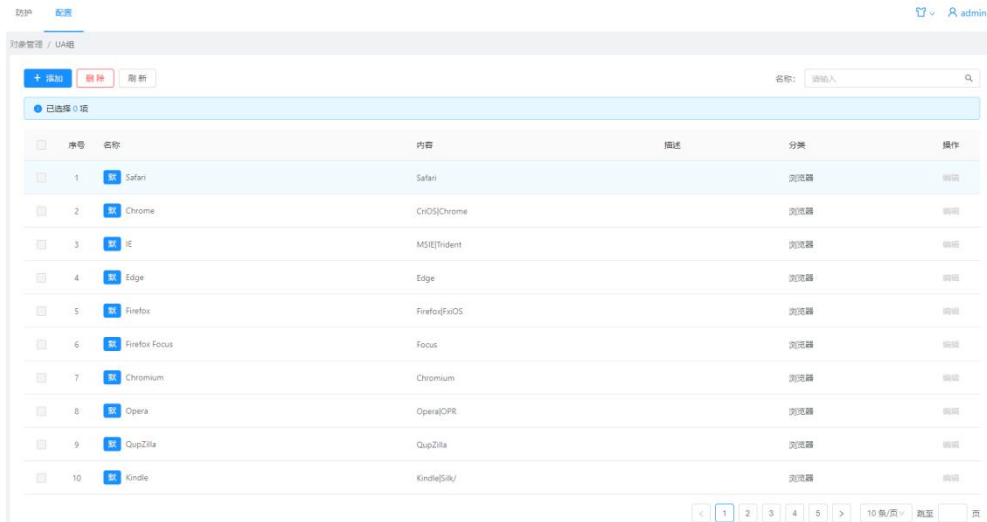 防护 配置 admin
对象管理 / UA组
+ 添加 删除 刷新 名称: 请输入
已选择 0 项
序号 名称 内容 描述 分类 操作
1 默 Safari Safari 浏览器 编辑
2 默 Chrome CriOS|Chrome 浏览器 编辑
3 默 IE MSIE|Trident 浏览器 编辑
4 默 Edge Edge 浏览器 编辑
5 默 Firefox Firefox|FxiOS 浏览器 编辑
6 默 Firefox Focus Focus 浏览器 编辑
7 默 Chromium Chromium 浏览器 编辑
8 默 Opera Opera|OPR 浏览器 编辑
9 默 QupZilla QupZilla 浏览器 编辑
10 默 Kindle Kindle|Silk/ 浏览器 编辑
< 1 2 3 4 5 > 10 条/页 跳至 页